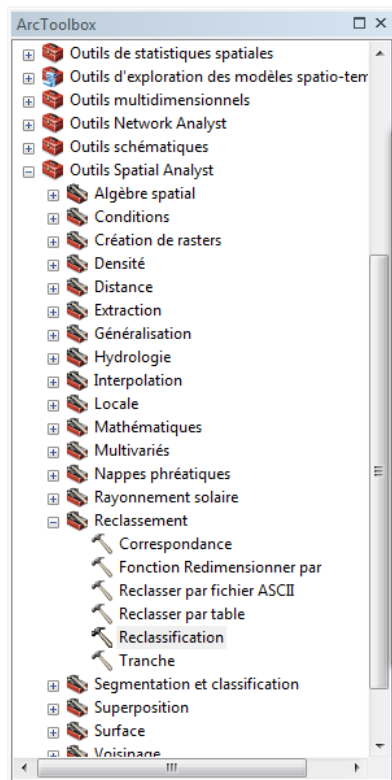 ArcToolbox
Outils de statistiques spatiales
Outils d'exploration des modèles spatio-tem
Outils multidimensionnels
Outils Network Analyst
Outils schématiques
Outils Spatial Analyst
Algèbre spatial
Conditions
Création de rasters
Densité
Distance
Extraction
Généralisation
Hydrologie
Interpolation
Locale
Mathématiques
Multivariés
Nappes phréatiques
Rayonnement solaire
Reclassement
Correspondance
Fonction Redimensionner par
Reclasser par fichier ASCII
Reclasser par table
Reclassification
Tranche
Segmentation et classification
Superposition
Surface
Voisinage